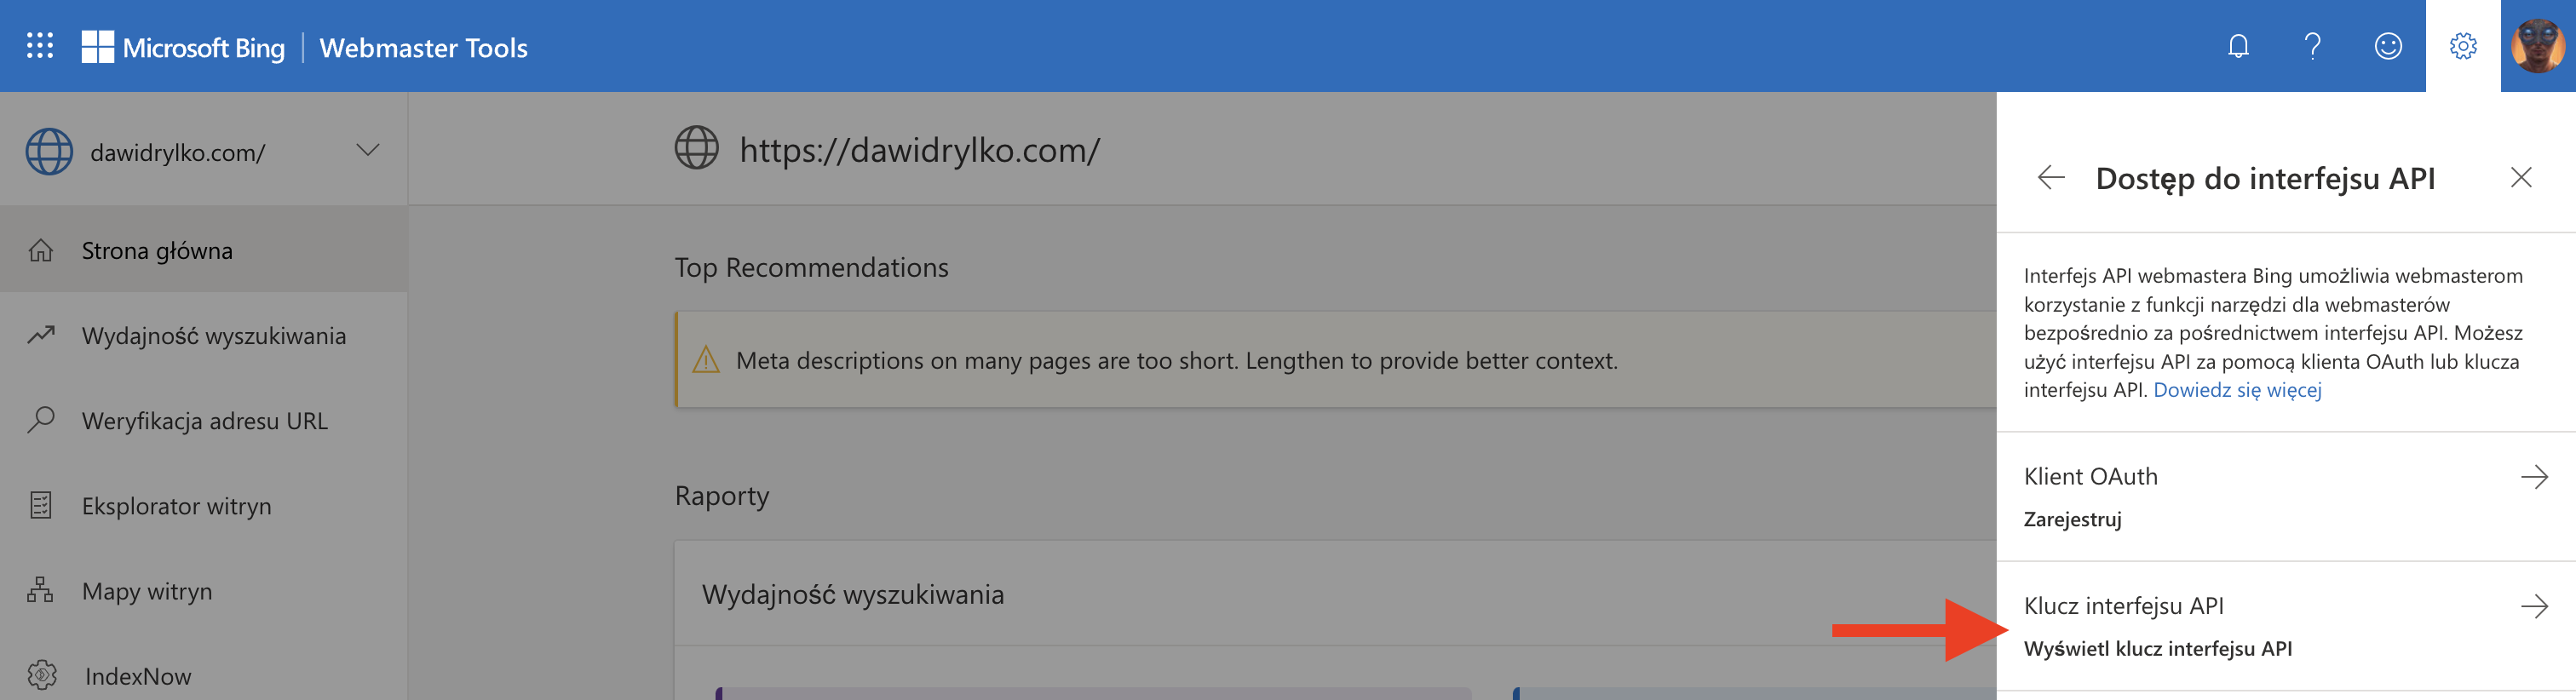 Microsoft Bing | Webmaster Tools
dawidrylko.com/
Strona główna
Wydajność wyszukiwania
Weryfikacja adresu URL
Eksplorator witryn
Mapy witryn
IndexNow
https://dawidrylko.com/
Top Recommendations
Meta descriptions on many pages are too short. Lengthen to provide better context.
Raporty
Wydajność wyszukiwania
Dostęp do interfejsu API
Interfejs API webmastera Bing umożliwia webmasterom
korzystanie z funkcji narzędzi dla webmasterów
bezpośrednio za pośrednictwem interfejsu API. Możesz
użyć interfejsu API za pomocą klienta OAuth lub klucza
interfejsu API. Dowiedz się więcej
Klient OAuth
Zarejestruj
Klucz interfejsu API
Wyświetl klucz interfejsu API